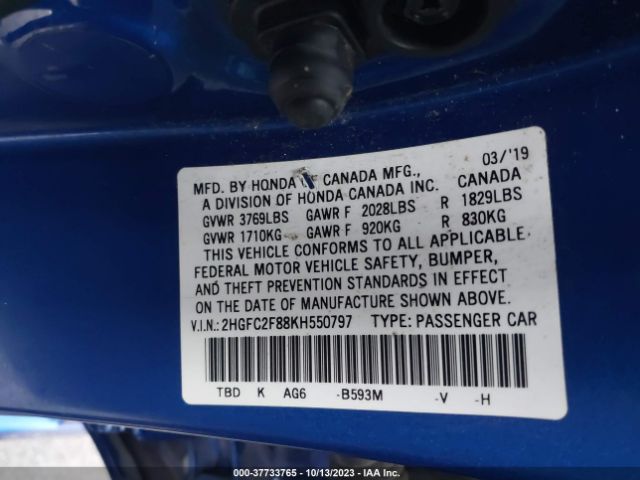 MFD. BY HONDA CANADA MFG., 03/'19
A DIVISION OF HONDA CANADA INC. CANADA
GVWR 3769LBS GAWR F 2028LBS R 1829LBS
GVWR 1710KG GAWR F 920KG R 830KG
THIS VEHICLE CONFORMS TO ALL APPLICABLE
FEDERAL MOTOR VEHICLE SAFETY, BUMPER,
AND THEFT PREVENTION STANDARDS IN EFFECT
ON THE DATE OF MANUFACTURE SHOWN ABOVE.
V.I.N.: 2HGFC2F88KH550797 TYPE: PASSENGER CAR
TBD K AG6 -B593M -V -H
© IAA 0-37733765 | 10/13/2023 | IAA Inc.